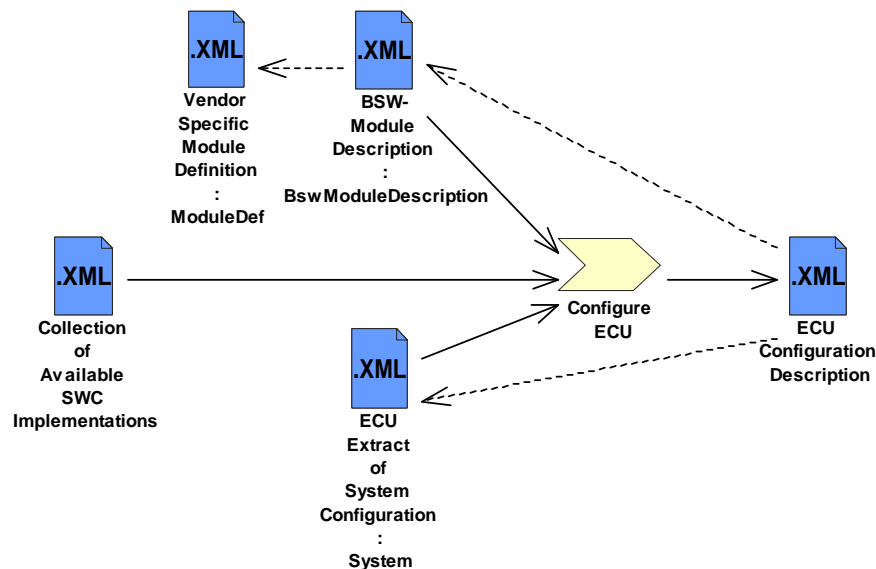 .XML
Vendor
Specific
Module
Definition
:
ModuleDef
.XML
BSW-
Module
Description
:
BswModuleDescription
.XML
Collection
of
Available
SWC
Implementations
.XML
ECU
Extract
of
System
Configuration
:
System
Configure
ECU
.XML
ECU
Configuration
Description